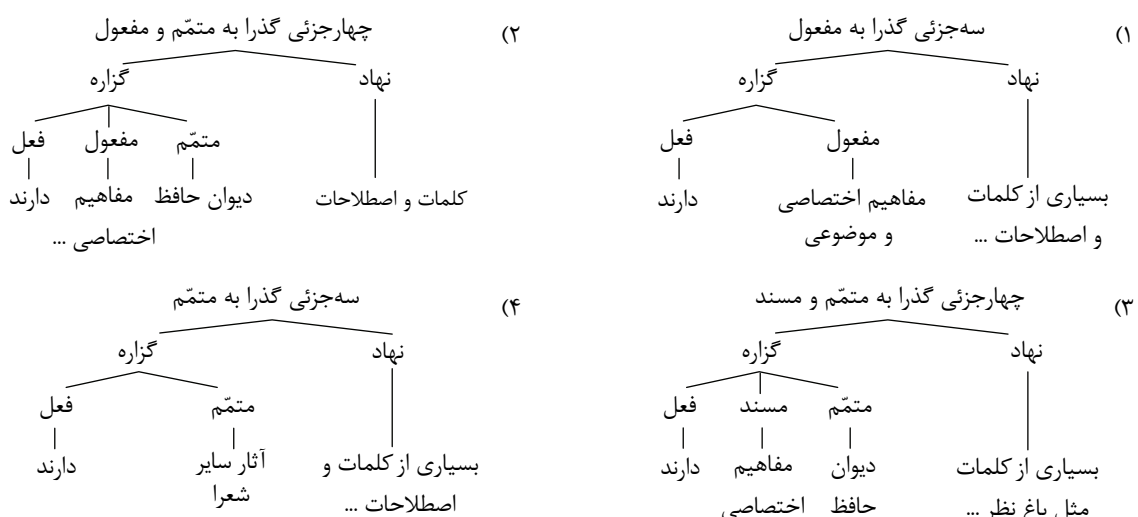 ۱) سه‌جزئی گذرا به مفعول
نهاد
گزاره
مفعول
فعل
بسیاری از کلمات
و اصطلاحات ...
مفاهیم اختصاصی
و موضوعی
دارند
۲) چهارجزئی گذرا به متمّم و مفعول
نهاد
گزاره
متمّم
مفعول
فعل
کلمات و اصطلاحات
دیوان حافظ
مفاهیم
اختصاصی ...
دارند
۳) چهارجزئی گذرا به متمّم و مسند
نهاد
گزاره
متمّم
مسند
فعل
بسیاری از کلمات
مثل باغ نظر ...
دیوان
حافظ
مفاهیم
اختصاصی
دارند
۴) سه‌جزئی گذرا به متمّم
نهاد
گزاره
متمّم
فعل
بسیاری از کلمات و
اصطلاحات ...
آثار سایر
شعرا
دارند